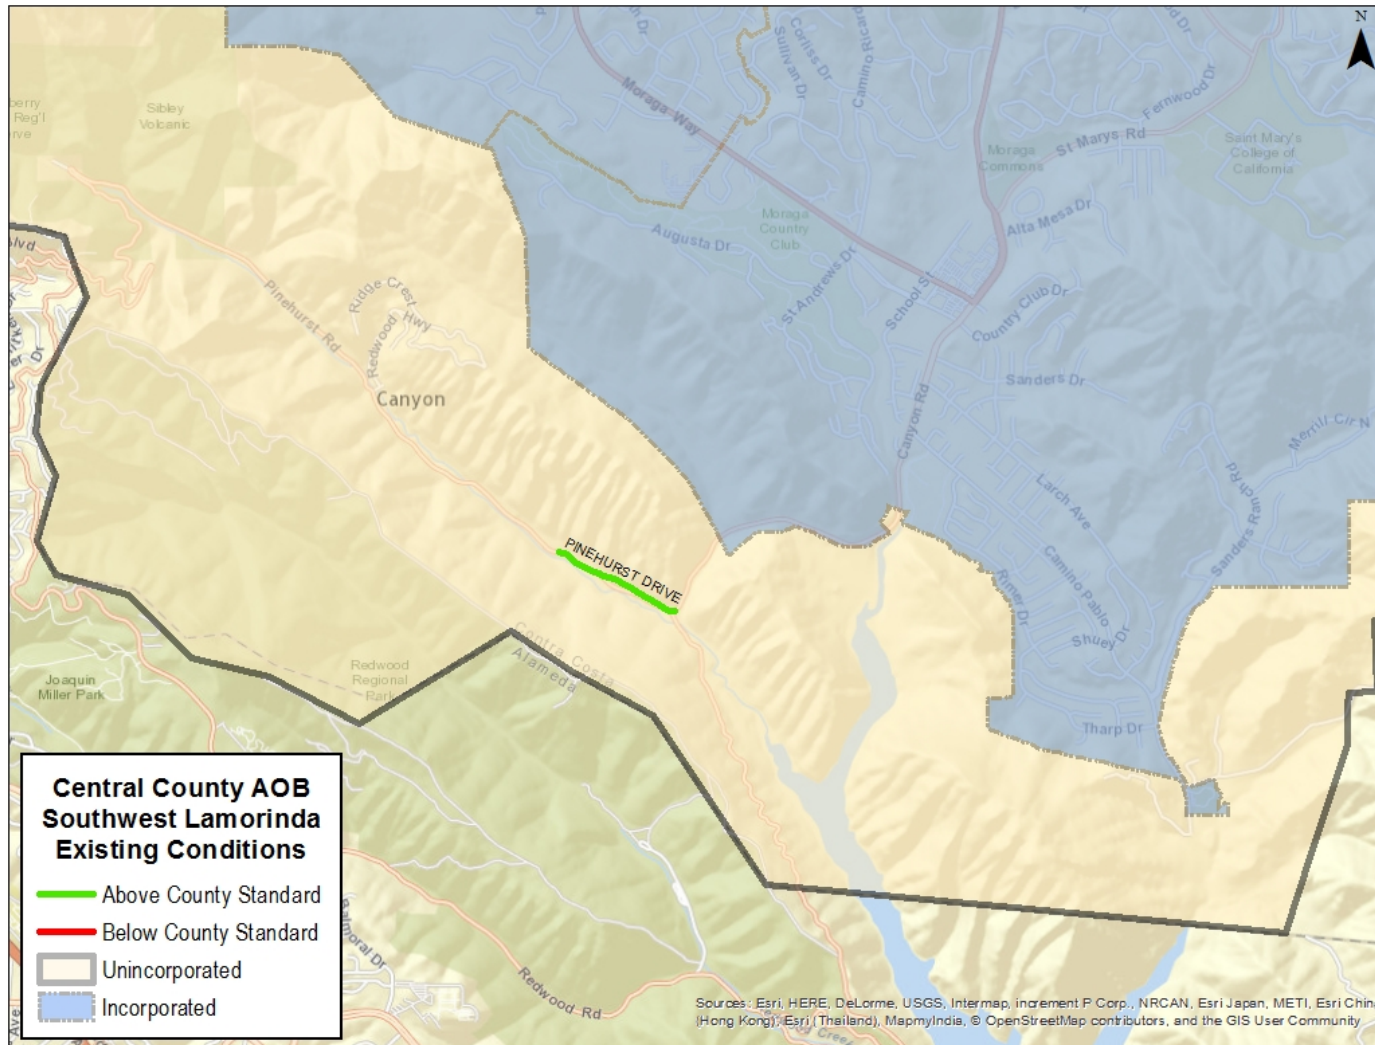 N
Sibley
Volcanic
Moraga Way
Sullivan Dr
Corliss Dr
Fernwood Dr
St Marys Rd
Moraga
Commons
Saint Mary's
College of
California
Alta Mesa Dr
Moraga
Country
Club
Augusta Dr
St Andrews Dr
School St
Country Club Dr
Pinehurst Rd
Ridge Crest
Redwood Hwy
Canyon
Canyon Rd
Sanders Dr
Merrill Cir N
Sanders Ranch Rd
Larch Ave
Camino Pablo
Rimer Dr
Shuey Dr
Tharp Dr
PINEHURST DRIVE
Contra Costa
Alameda
Redwood
Regional
Park
Joaquin
Miller Park
Balmoral Dr
Redwood Rd
Central County AOB
Southwest Lamorinda
Existing Conditions
Above County Standard
Below County Standard
Unincorporated
Incorporated
Sources: Esri, HERE, DeLorme, USGS, Intermap, increment P Corp., NRCAN, Esri Japan, METI, Esri China
(Hong Kong), Esri (Thailand), MapmyIndia, © OpenStreetMap contributors, and the GIS User Community